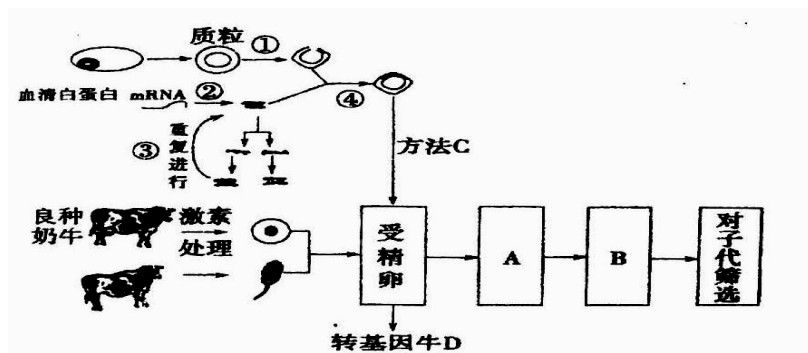 质粒
①
血清白蛋白 mRNA
②
④
③
重复进行
方法C
良种
奶牛
激素
处理
受精卵
A
B
对子代筛选
转基因牛D